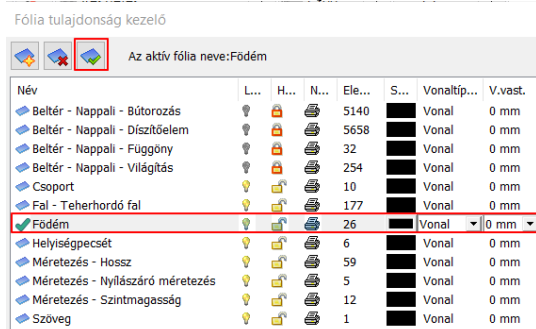 Fólia tulajdonság kezelő
Az aktív fólia neve:Födém
Név L... H... N... Ele... S... Vonaltíp... V.vast.
Beltér - Nappali - Bútorozás 5140 Vonal 0 mm
Beltér - Nappali - Díszítőelem 5658 Vonal 0 mm
Beltér - Nappali - Függöny 32 Vonal 0 mm
Beltér - Nappali - Világítás 254 Vonal 0 mm
Csoport 10 Vonal 0 mm
Fal - Teherhordó fal 177 Vonal 0 mm
Födém 26 Vonal 0 mm
Helyiségpecsét 6 Vonal 0 mm
Méretezés - Hossz 59 Vonal 0 mm
Méretezés - Nyílászáró méretezés 5 Vonal 0 mm
Méretezés - Szintmagasság 12 Vonal 0 mm
Szöveg 1 Vonal 0 mm